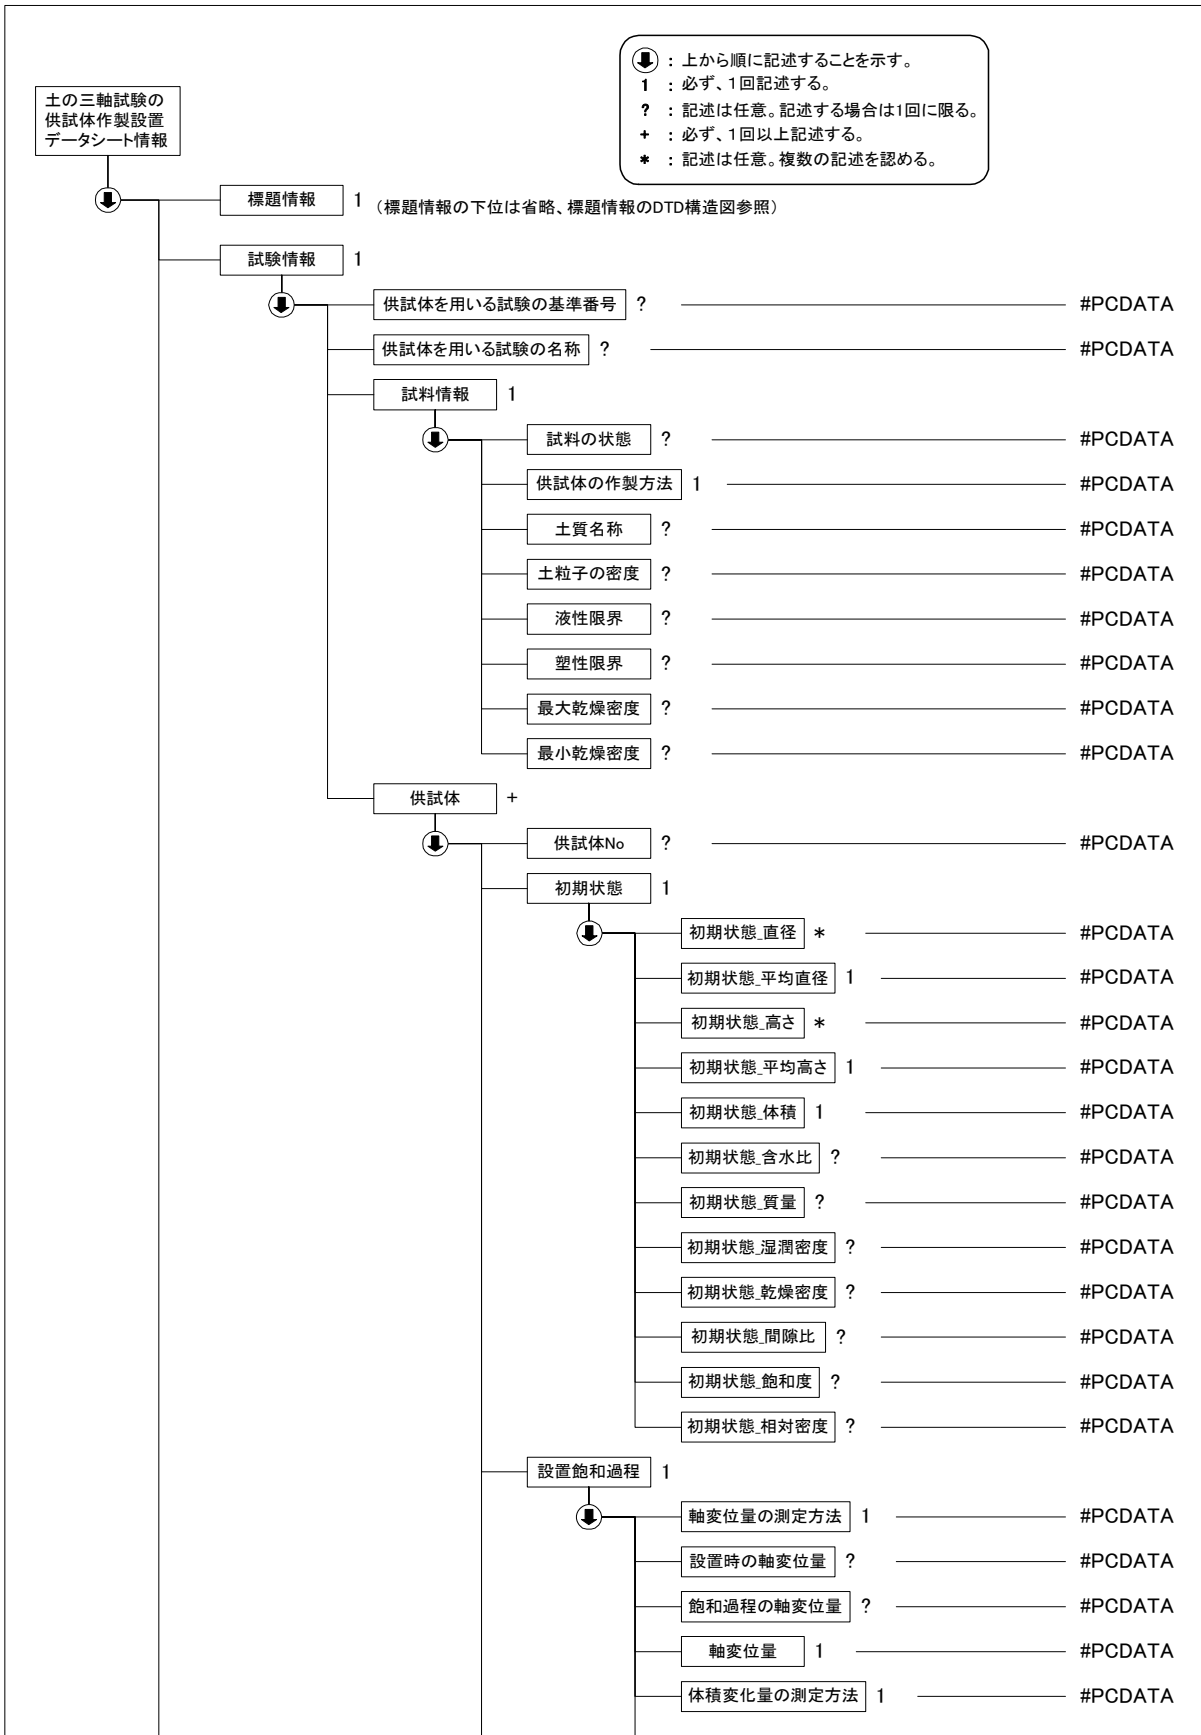 ⬇ : 上から順に記述することを示す。
1 : 必ず、1回記述する。
? : 記述は任意。記述する場合は1回に限る。
+ : 必ず、1回以上記述する。
* : 記述は任意。複数の記述を認める。
土の三軸試験の
供試体作製設置
データシート情報
標題情報 1 (標題情報の下位は省略、標題情報のDTD構造図参照)
試験情報 1
供試体を用いる試験の基準番号 ? #PCDATA
供試体を用いる試験の名称 ? #PCDATA
試料情報 1
試料の状態 ? #PCDATA
供試体の作製方法 1 #PCDATA
土質名称 ? #PCDATA
土粒子の密度 ? #PCDATA
液性限界 ? #PCDATA
塑性限界 ? #PCDATA
最大乾燥密度 ? #PCDATA
最小乾燥密度 ? #PCDATA
供試体 +
供試体No ? #PCDATA
初期状態 1
初期状態_直径 * #PCDATA
初期状態_平均直径 1 #PCDATA
初期状態_高さ * #PCDATA
初期状態_平均高さ 1 #PCDATA
初期状態_体積 1 #PCDATA
初期状態_含水比 ? #PCDATA
初期状態_質量 ? #PCDATA
初期状態_湿潤密度 ? #PCDATA
初期状態_乾燥密度 ? #PCDATA
初期状態_間隙比 ? #PCDATA
初期状態_飽和度 ? #PCDATA
初期状態_相対密度 ? #PCDATA
設置飽和過程 1
軸変位量の測定方法 1 #PCDATA
設置時の軸変位量 ? #PCDATA
飽和過程の軸変位量 ? #PCDATA
軸変位量 1 #PCDATA
体積変化量の測定方法 1 #PCDATA